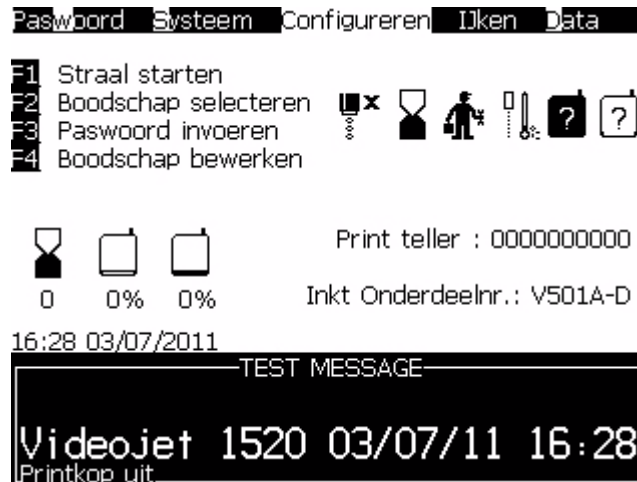 Paswoord Systeem Configureren IJken Data
F1 Straal starten
F2 Boodschap selecteren
F3 Paswoord invoeren
F4 Boodschap bewerken
? ?
Print teller : 0000000000
0 0% 0%
Inkt Onderdeelnr.: V501A-D
16:28 03/07/2011
TEST MESSAGE
Videojet 1520 03/07/11 16:28
Printkop uit